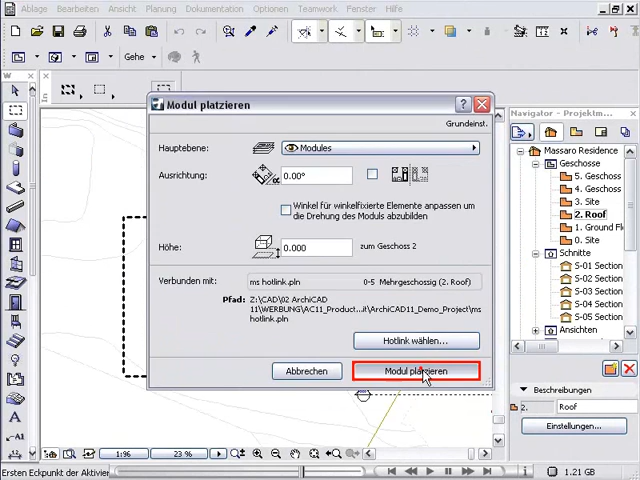 Ablage Bearbeiten Ansicht Planung Dokumentation Optionen Teamwork Fenster Hilfe
Gehe
Modul platzieren
Grundeinst.
Hauptebene: Modules
Ausrichtung: α 0.00°
Winkel für winkelfixierte Elemente anpassen um
die Drehung des Moduls abzubilden
Höhe: 0.000 zum Geschoss 2
Verbunden mit: ms hotlink.pln 0-5 Mehrgeschossig (2. Roof)
Pfad: Z:\CAD\02 ArchiCAD
11\WERBUNG\AC11_Product...it\ArchiCAD11_Demo_Project\ms
hotlink.pln
Hotlink wählen...
Abbrechen Modul platzieren
Navigator - Projektm...
Massaro Residence
Geschosse
5. Geschoss
4. Geschoss
3. Site
2. Roof
1. Ground Fl
0. Site
Schnitte
S-01 Section
S-02 Section
S-03 Section
S-04 Section
S-05 Section
Ansichten
Beschreibungen
2. Roof
Einstellungen...
1:96 23 %
Ersten Eckpunkt der Aktivier
1.21 GB